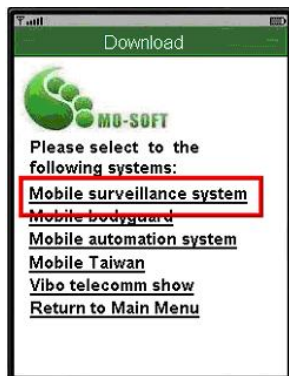 Download
MO-SOFT
Please select to the
following systems:
Mobile surveillance system
Mobile bodyguard
Mobile automation system
Mobile Taiwan
Vibo telecomm show
Return to Main Menu